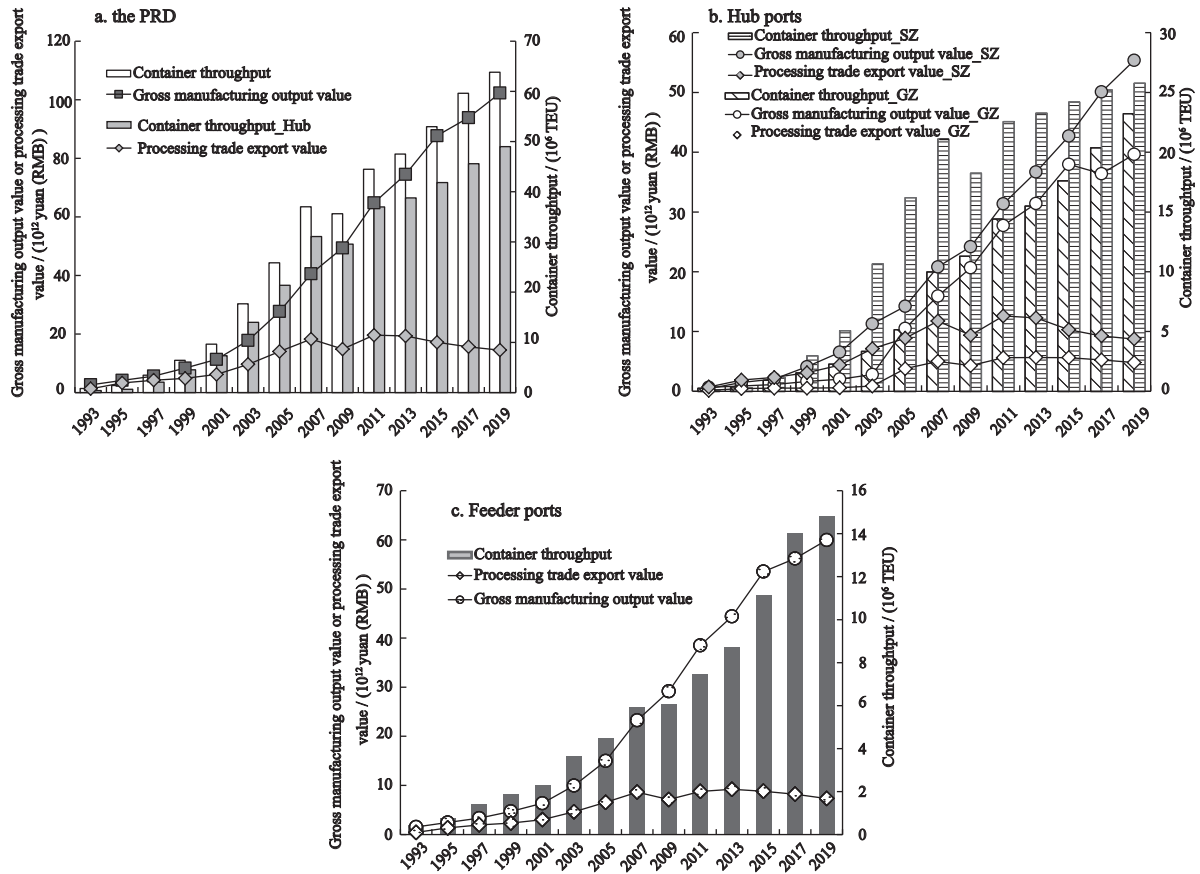 a. the PRD
Gross manufacturing output value or processing trade export
value / (10¹² yuan (RMB) )
120
100
80
60
40
20
0
Container throughput
Gross manufacturing output value
Container throughput_Hub
Processing trade export value
70
60
50
40
30
20
10
0
Container throughtput / (10⁶ TEU)
1993 1995 1997 1999 2001 2003 2005 2007 2009 2011 2013 2015 2017 2019
b. Hub ports
Gross manufacturing output value or processing trade export
value / (10¹² yuan (RMB) )
60
50
40
30
20
10
0
Container throughput_SZ
Gross manufacturing output value_SZ
Processing trade export value_SZ
Container throughput_GZ
Gross manufacturing output value_GZ
Processing trade export value_GZ
30
25
20
15
10
5
0
Container throughtput / (10⁶ TEU)
1993 1995 1997 1999 2001 2003 2005 2007 2009 2011 2013 2015 2017 2019
c. Feeder ports
Gross manufacturing output value or processing trade export
value / (10¹² yuan (RMB) )
70
60
50
40
30
20
10
0
Container throughput
Processing trade export value
Gross manufacturing output value
16
14
12
10
8
6
4
2
0
Container throughtput / (10⁶ TEU)
1993 1995 1997 1999 2001 2003 2005 2007 2009 2011 2013 2015 2017 2019